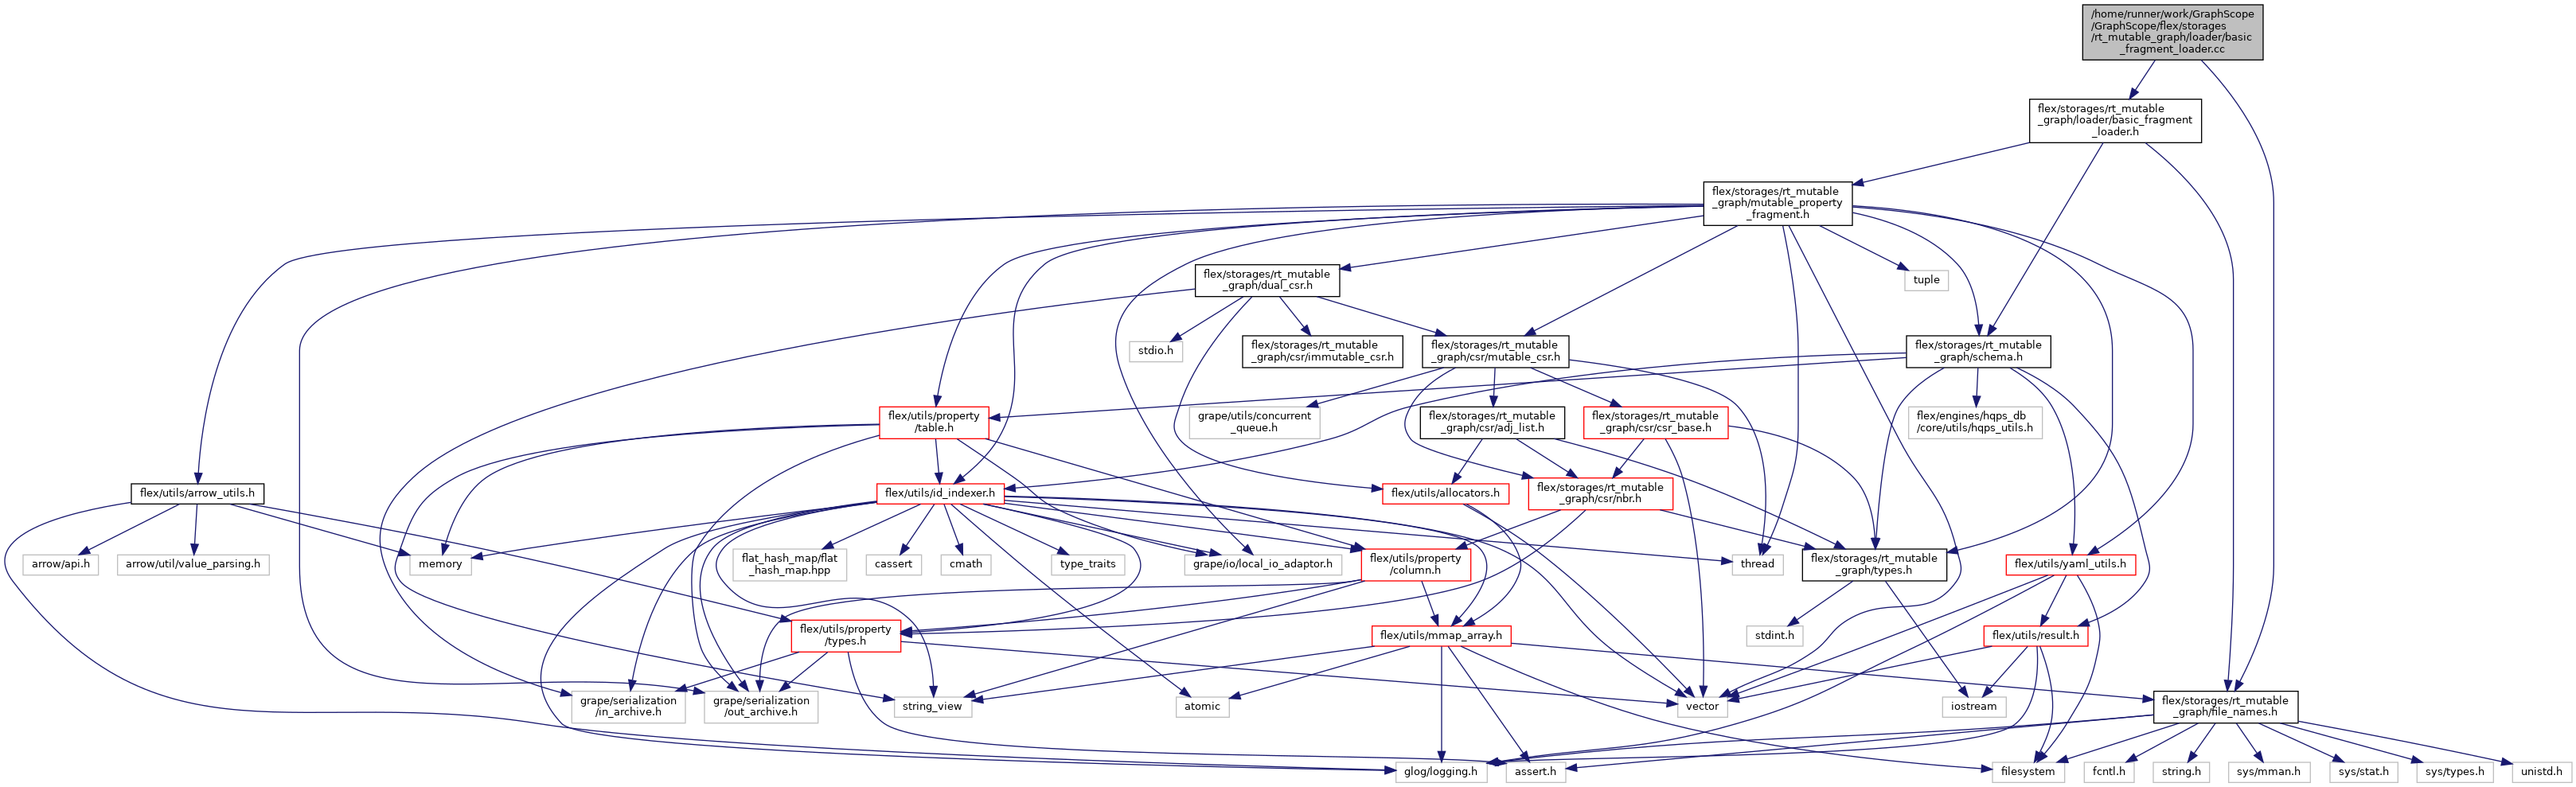 /home/runner/work/GraphScope
/GraphScope/flex/storages
/rt_mutable_graph/loader/basic
_fragment_loader.cc
flex/storages/rt_mutable
_graph/loader/basic_fragment
_loader.h
flex/storages/rt_mutable
_graph/mutable_property
_fragment.h
flex/storages/rt_mutable
_graph/dual_csr.h
tuple
stdio.h
flex/storages/rt_mutable
_graph/csr/immutable_csr.h
flex/storages/rt_mutable
_graph/csr/mutable_csr.h
flex/storages/rt_mutable
_graph/schema.h
flex/utils/property
/table.h
grape/utils/concurrent
_queue.h
flex/storages/rt_mutable
_graph/csr/adj_list.h
flex/storages/rt_mutable
_graph/csr/csr_base.h
flex/engines/hqps_db
/core/utils/hqps_utils.h
flex/utils/arrow_utils.h
flex/utils/id_indexer.h
flex/utils/allocators.h
flex/storages/rt_mutable
_graph/csr/nbr.h
arrow/api.h
arrow/util/value_parsing.h
memory
flat_hash_map/flat
_hash_map.hpp
cassert
cmath
type_traits
grape/io/local_io_adaptor.h
flex/utils/property
/column.h
thread
flex/storages/rt_mutable
_graph/types.h
flex/utils/yaml_utils.h
flex/utils/property
/types.h
flex/utils/mmap_array.h
stdint.h
flex/utils/result.h
grape/serialization
/in_archive.h
grape/serialization
/out_archive.h
string_view
atomic
vector
iostream
flex/storages/rt_mutable
_graph/file_names.h
glog/logging.h
assert.h
filesystem
fcntl.h
string.h
sys/mman.h
sys/stat.h
sys/types.h
unistd.h